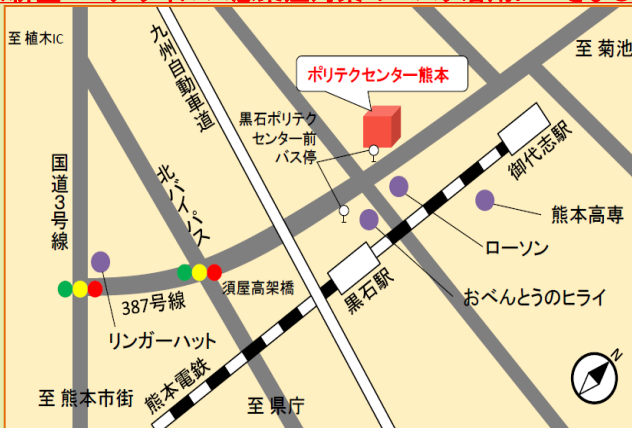 至 植木IC
九州自動車道
至 菊池
ポリテクセンター熊本
黒石ポリテク
センター前
バス停
国道3号線
北バイパス
御代志駅
熊本高専
ローソン
おべんとうのヒライ
黒石駅
須屋高架橋
387号線
リンガーハット
熊本電鉄
至 熊本市街
至 県庁
N